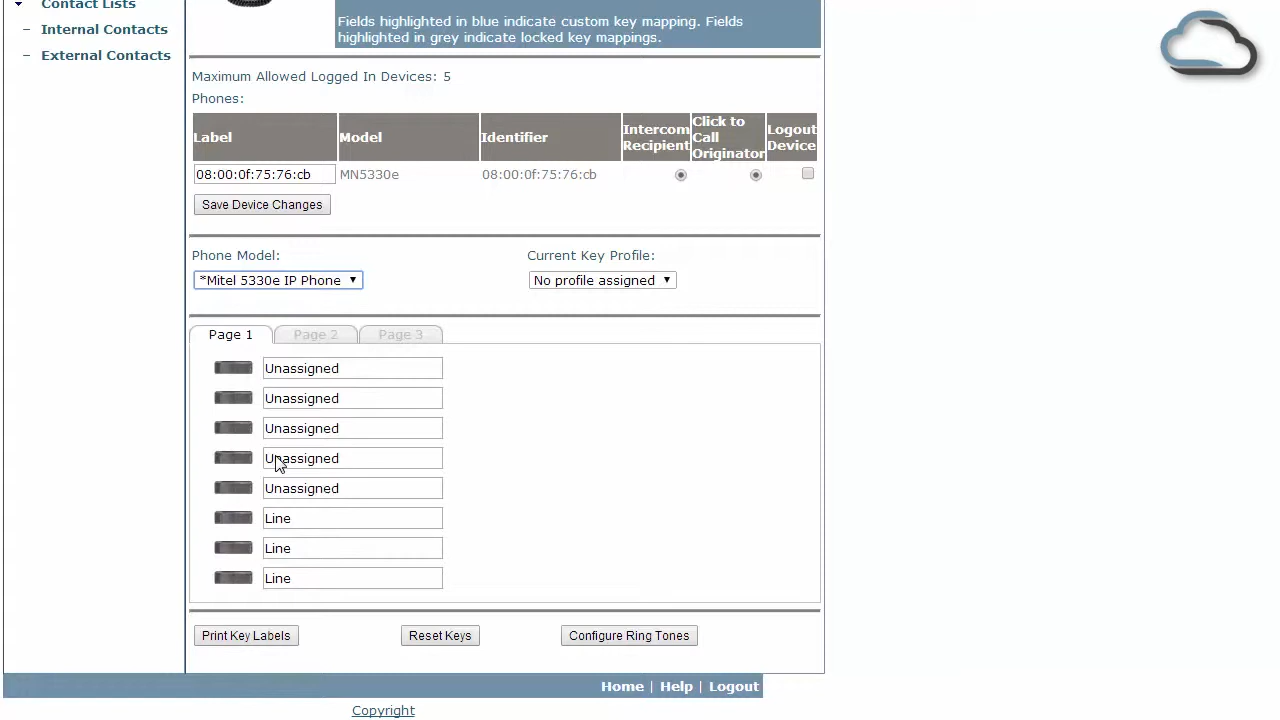 Contact Lists
Internal Contacts
External Contacts
Fields highlighted in blue indicate custom key mapping. Fields
highlighted in grey indicate locked key mappings.
Maximum Allowed Logged In Devices: 5
Phones:
Label Model Identifier Intercom Recipient Click to Call Originator Logout Device
08:00:0f:75:76:cb MN5330e 08:00:0f:75:76:cb
Save Device Changes
Phone Model: Current Key Profile:
*Mitel 5330e IP Phone No profile assigned
Page 1 Page 2 Page 3
Unassigned
Unassigned
Unassigned
Unassigned
Unassigned
Line
Line
Line
Print Key Labels Reset Keys Configure Ring Tones
Home | Help | Logout
Copyright